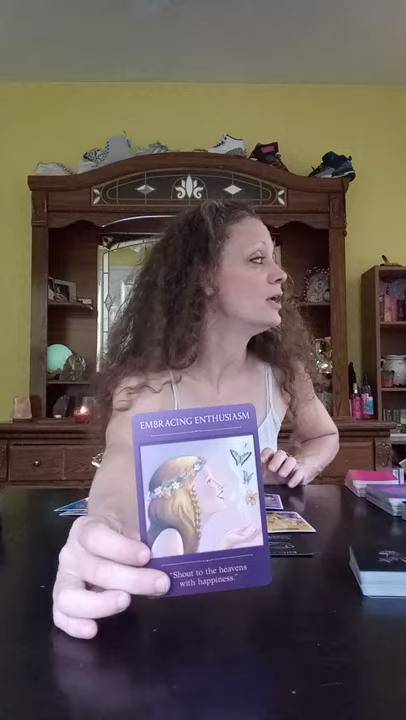 EMBRACING ENTHUSIASM
"Shout to the heavens
with happiness."